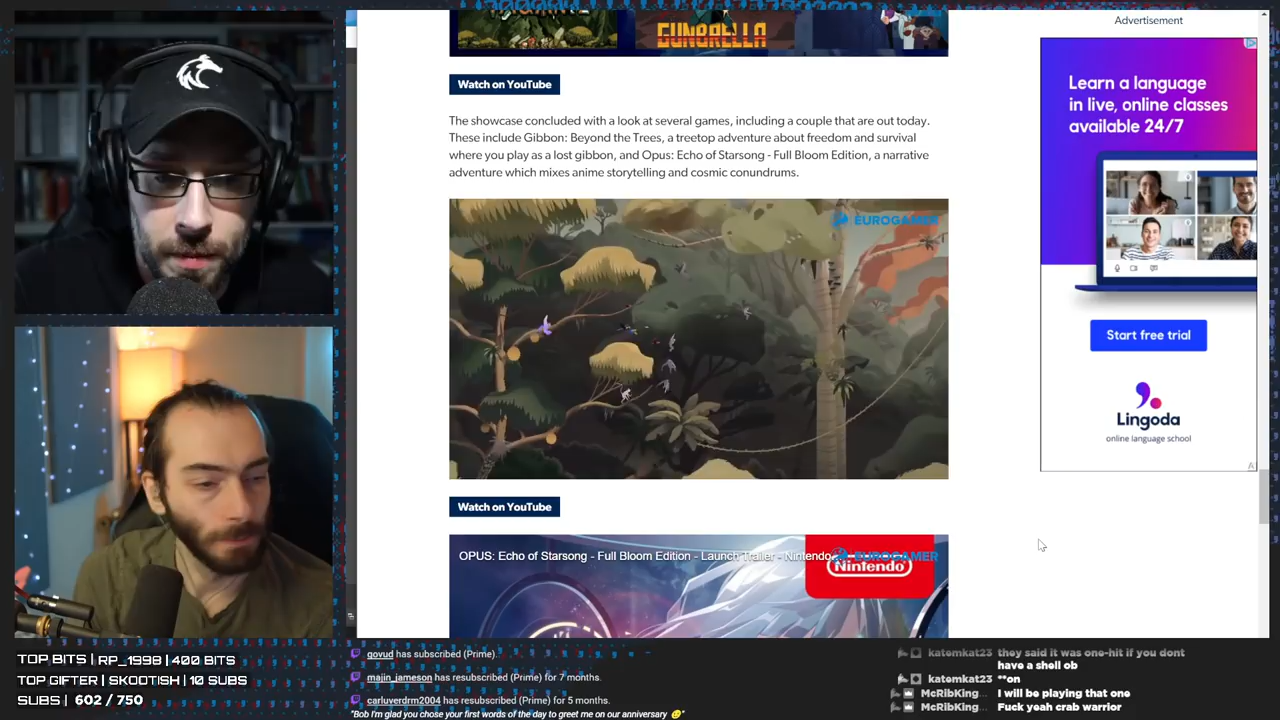 GUNBRELLA
Watch on YouTube
The showcase concluded with a look at several games, including a couple that are out today.
These include Gibbon: Beyond the Trees, a treetop adventure about freedom and survival
where you play as a lost gibbon, and Opus: Echo of Starsong - Full Bloom Edition, a narrative
adventure which mixes anime storytelling and cosmic conundrums.
EUROGAMER
Watch on YouTube
OPUS: Echo of Starsong - Full Bloom Edition - Launch Trailer - Nintendo
EUROGAMER
Nintendo
Advertisement
Learn a language
in live, online classes
available 24/7
Start free trial
Lingoda
online language school
TOP BITS | RP_1998 | 400 BITS
TOP GIFTER | SKOOTISH | 10 SUBS
SUBS | 602 / 750
govud has subscribed (Prime).
majin_jameson has resubscribed (Prime) for 7 months.
carluverdrm2004 has resubscribed (Prime) for 5 months.
"Bob I'm glad you chose your first words of the day to greet me on our anniversary 😊"
katemkat23 they said it was one-hit if you dont
have a shell ob
katemkat23 **on
McRibKing... I will be playing that one
McRibKing... Fuck yeah crab warrior